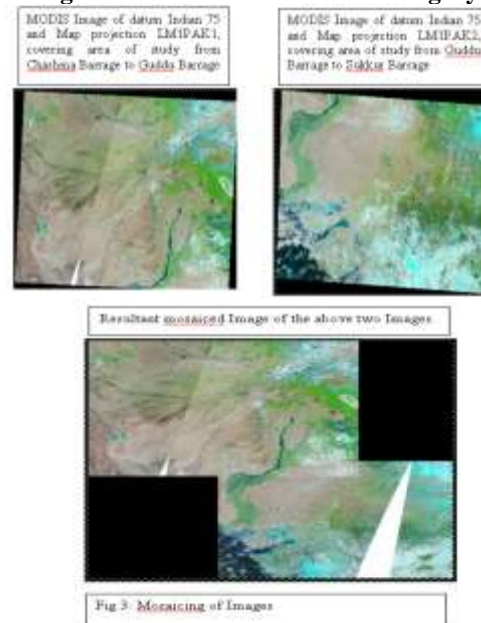 MODIS Image of datum Indian 75
and Map projection LM1PAK1,
covering area of study from
Chashma Barrage to Guddu Barrage
MODIS Image of datum Indian 75
and Map projection LM1PAK2,
covering area of study from Guddu
Barrage to Sukkur Barrage
Resultant mosaiced Image of the above two Images
Fig 3: Mosaicing of Images